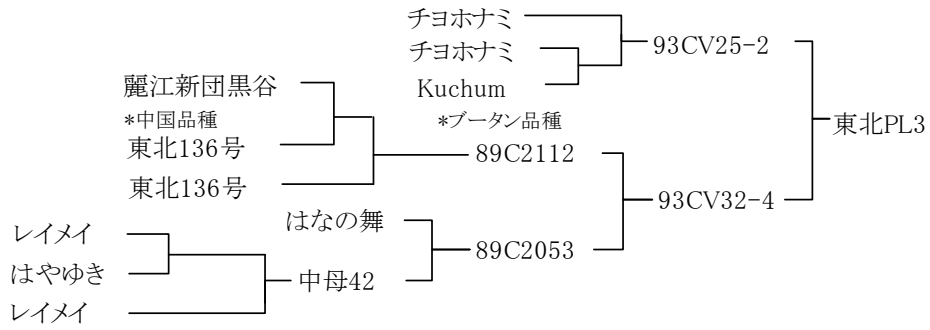 チヨホナミ
チヨホナミ
Kuchum
*ブータン品種
93CV25-2
麗江新団黒谷
*中国品種
東北136号
東北136号
89C2112
はなの舞
レイメイ
はやゆき
レイメイ
中母42
89C2053
93CV32-4
東北PL3